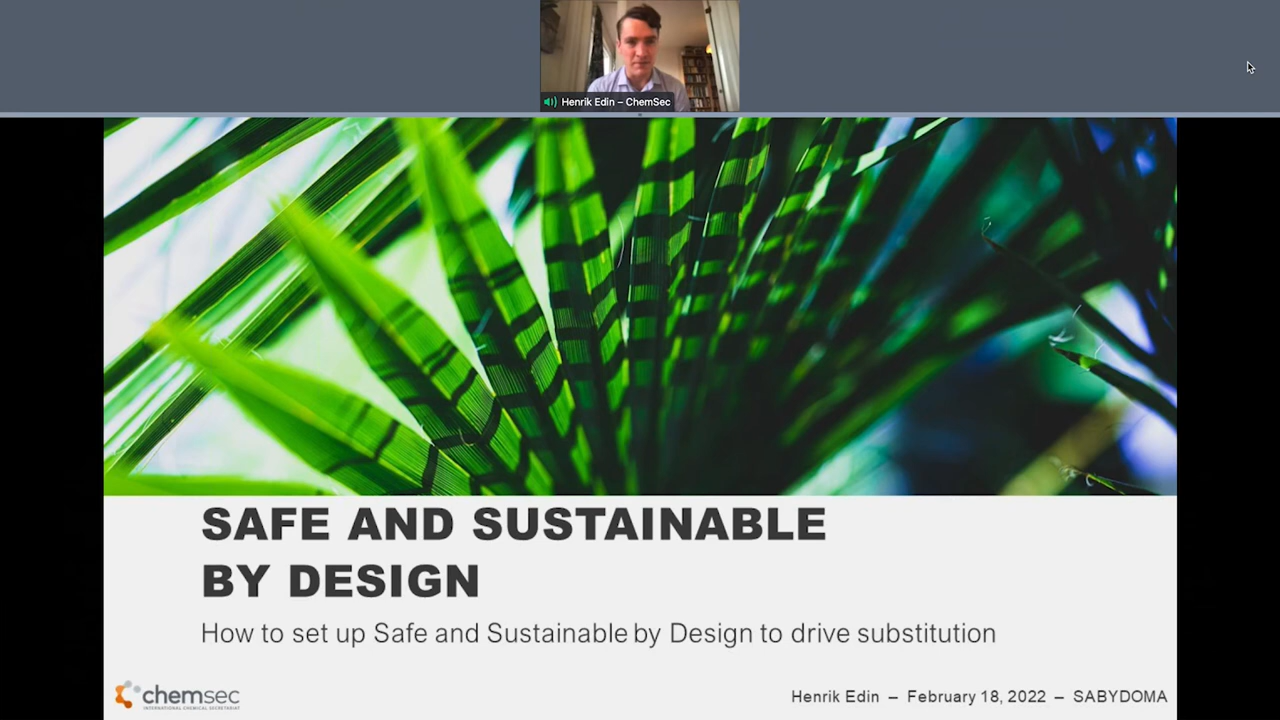 Henrik Edin – ChemSec
SAFE AND SUSTAINABLE
BY DESIGN
How to set up Safe and Sustainable by Design to drive substitution
chemsec
INTERNATIONAL CHEMICAL SECRETARIAT
Henrik Edin – February 18, 2022 – SABYDOMA